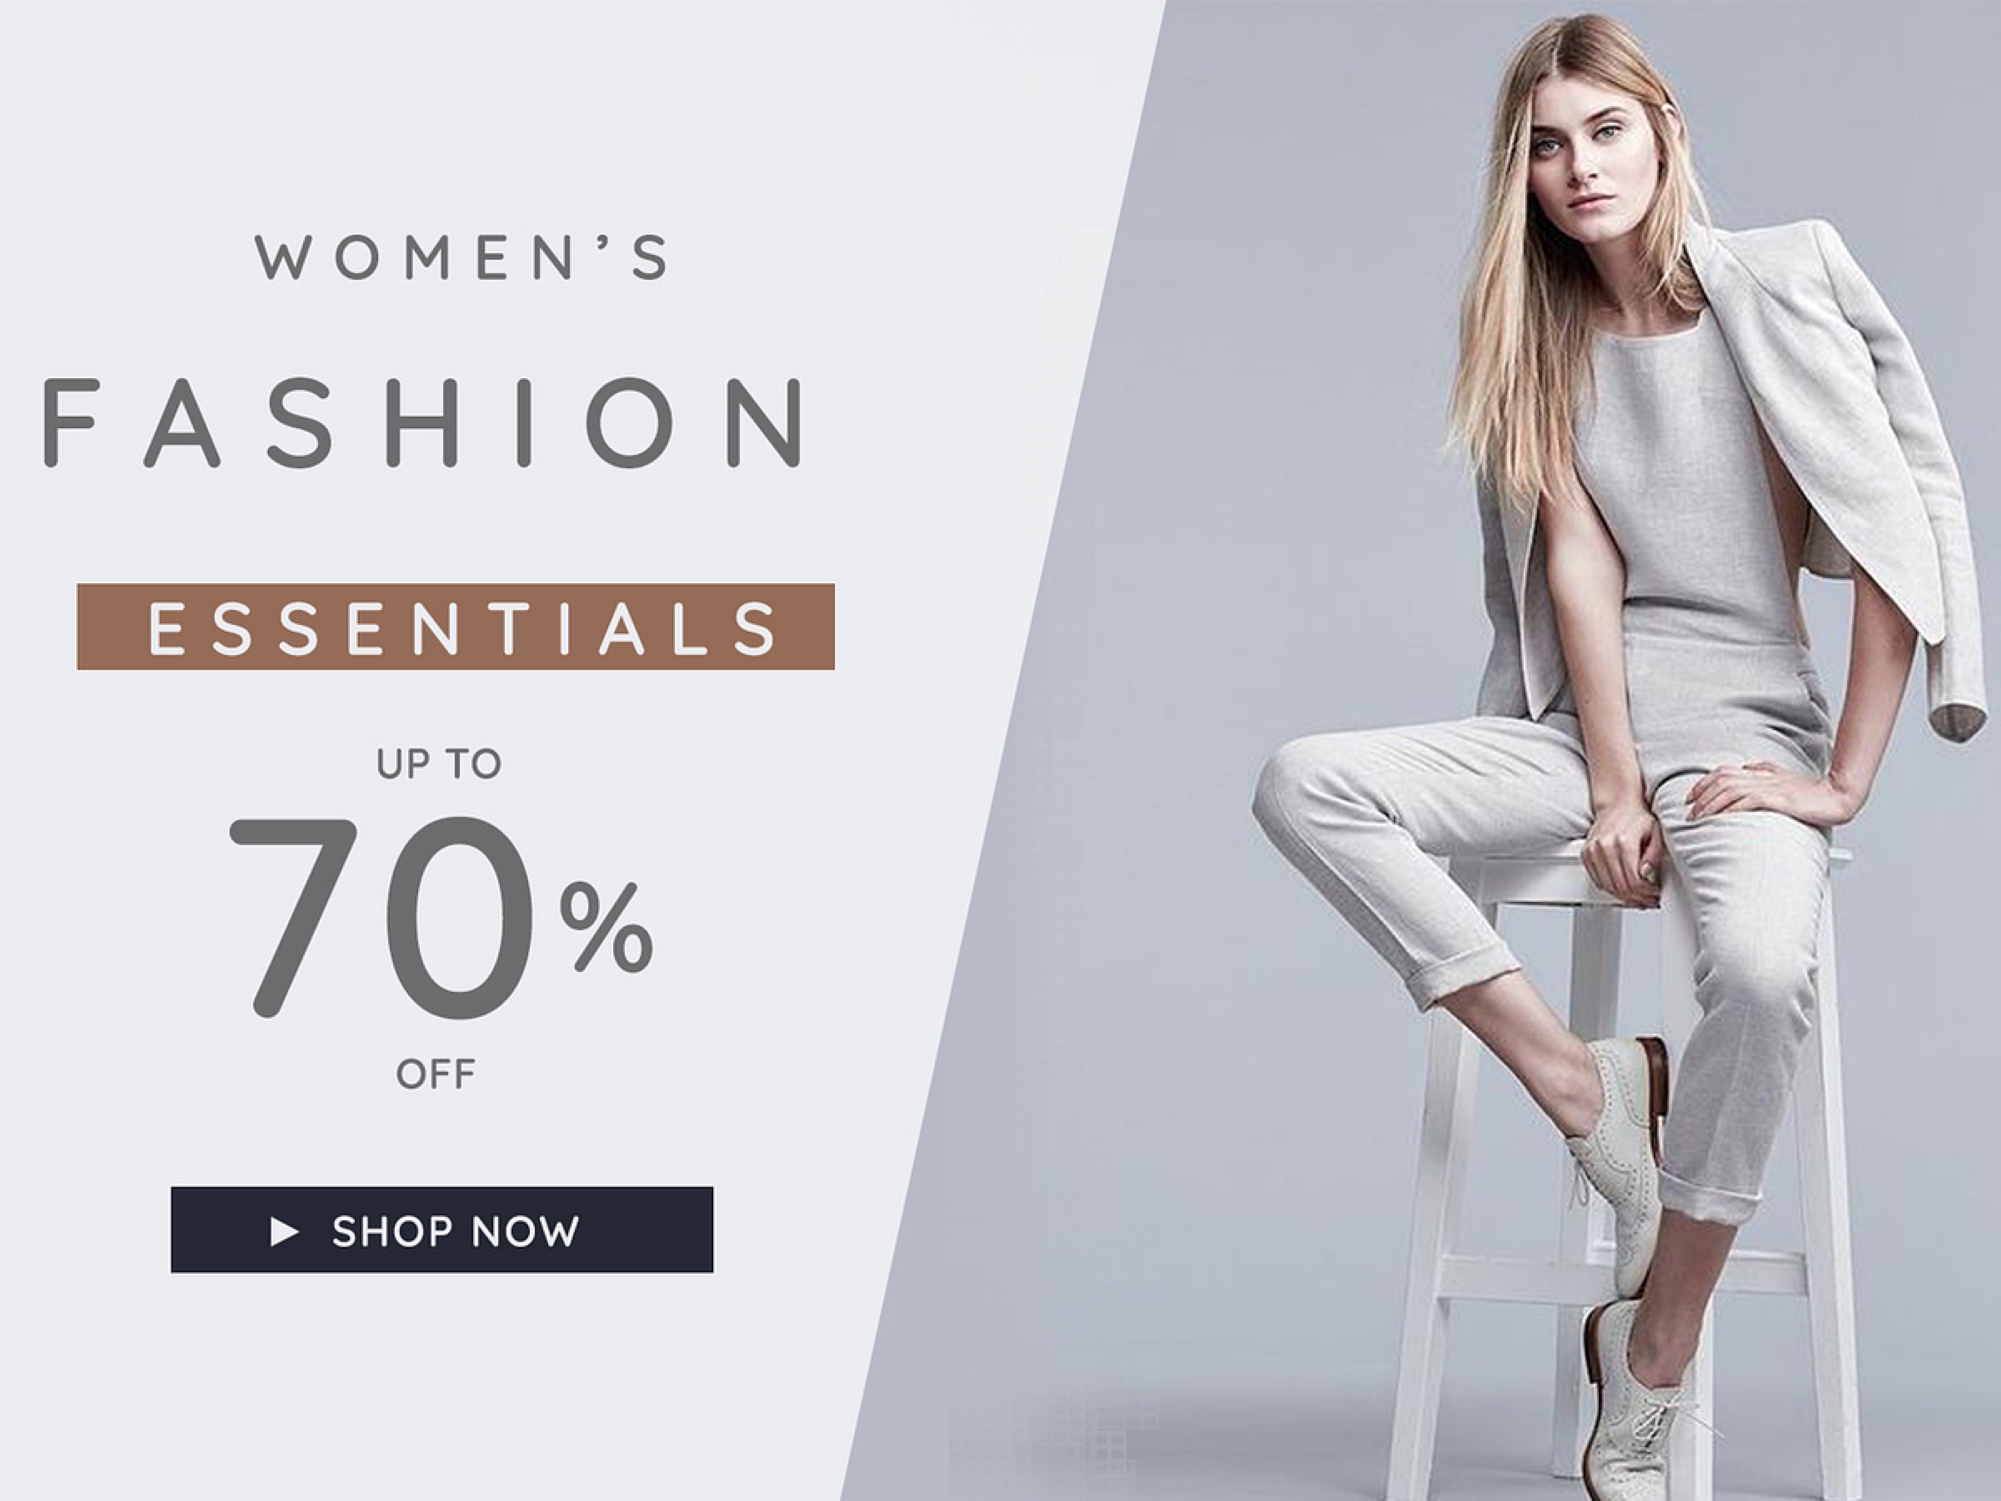 WOMEN’S
FASHION
ESSENTIALS
UP TO
70%
OFF
▶ SHOP NOW